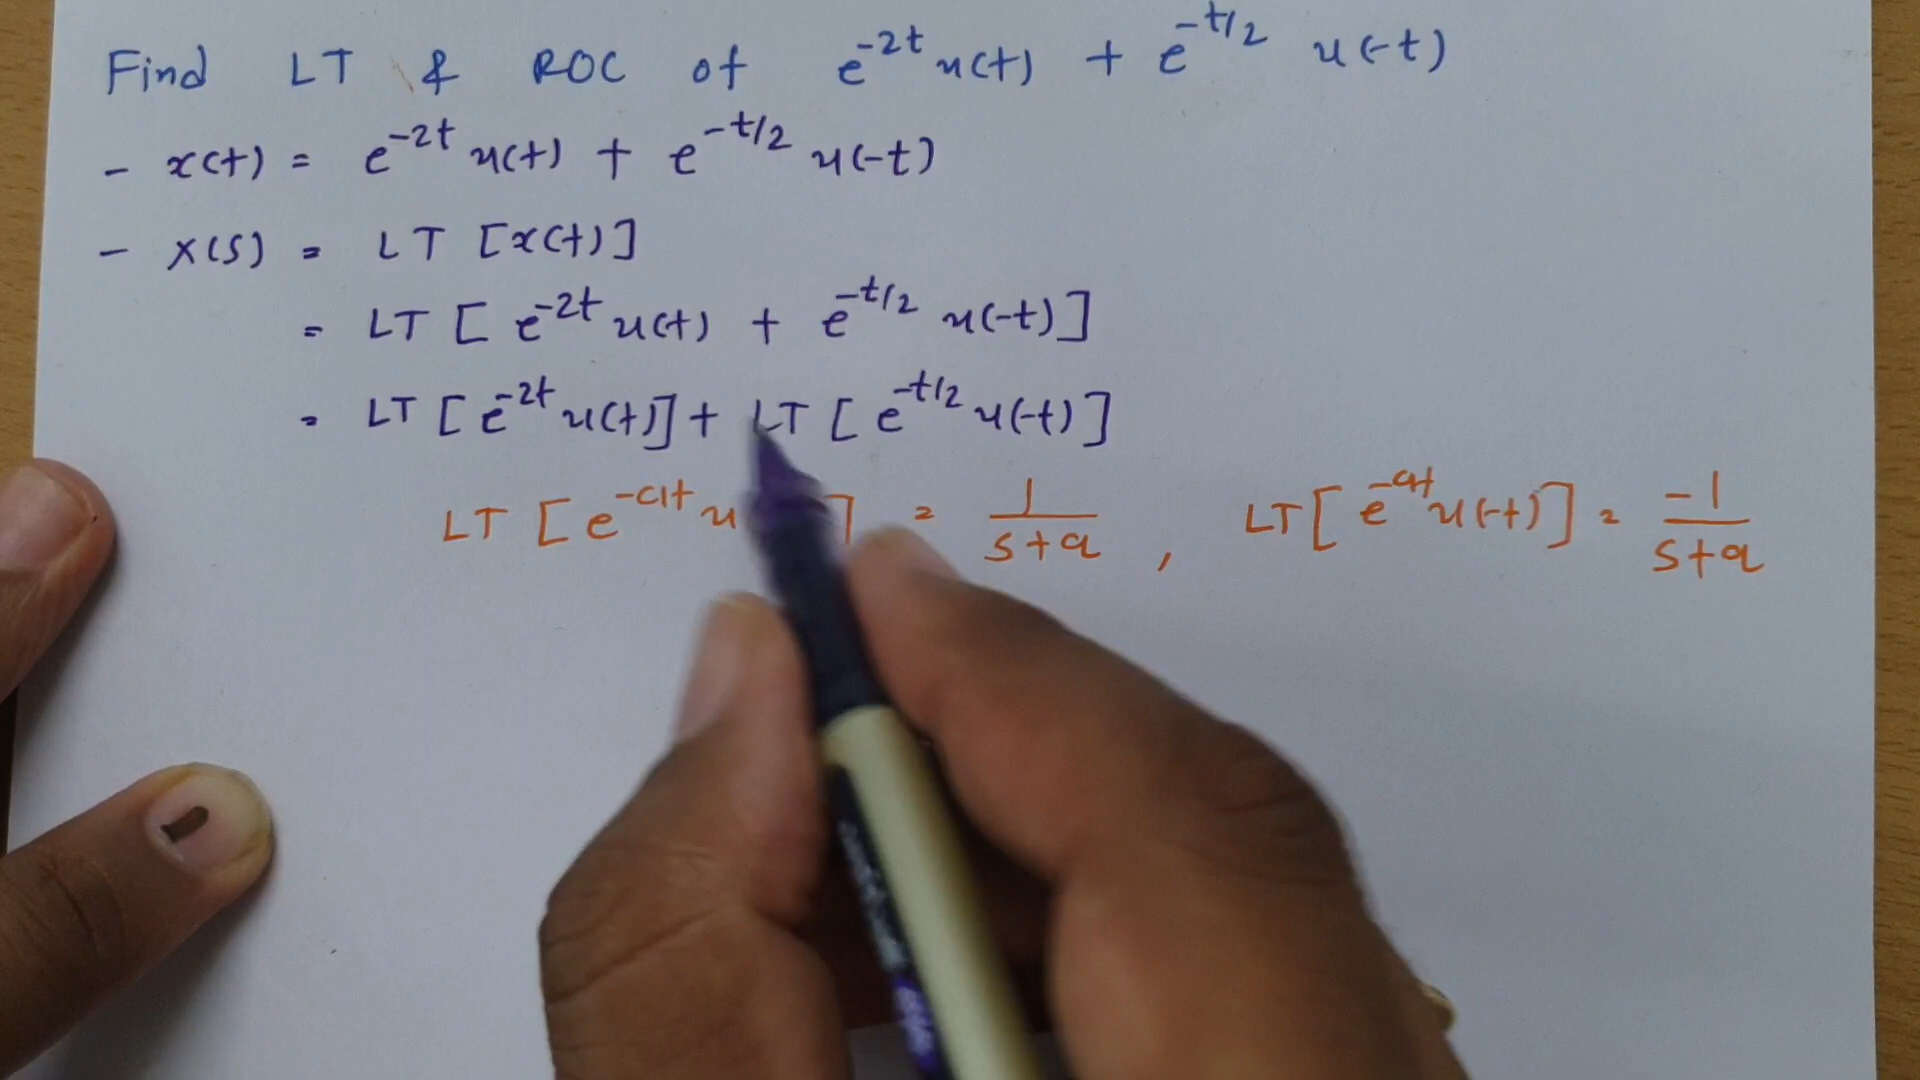 Find LT & ROC of e^-2t u(t) + e^-t/2 u(-t)
- x(t) = e^-2t u(t) + e^-t/2 u(-t)
- X(S) = LT [x(t)]
= LT [ e^-2t u(t) + e^-t/2 u(-t) ]
= LT [ e^-2t u(t)] + LT [ e^-t/2 u(-t) ]
LT [ e^-at u ] = 1/(s+a) , LT [ e^-at u(-t) ] = -1/(s+a)